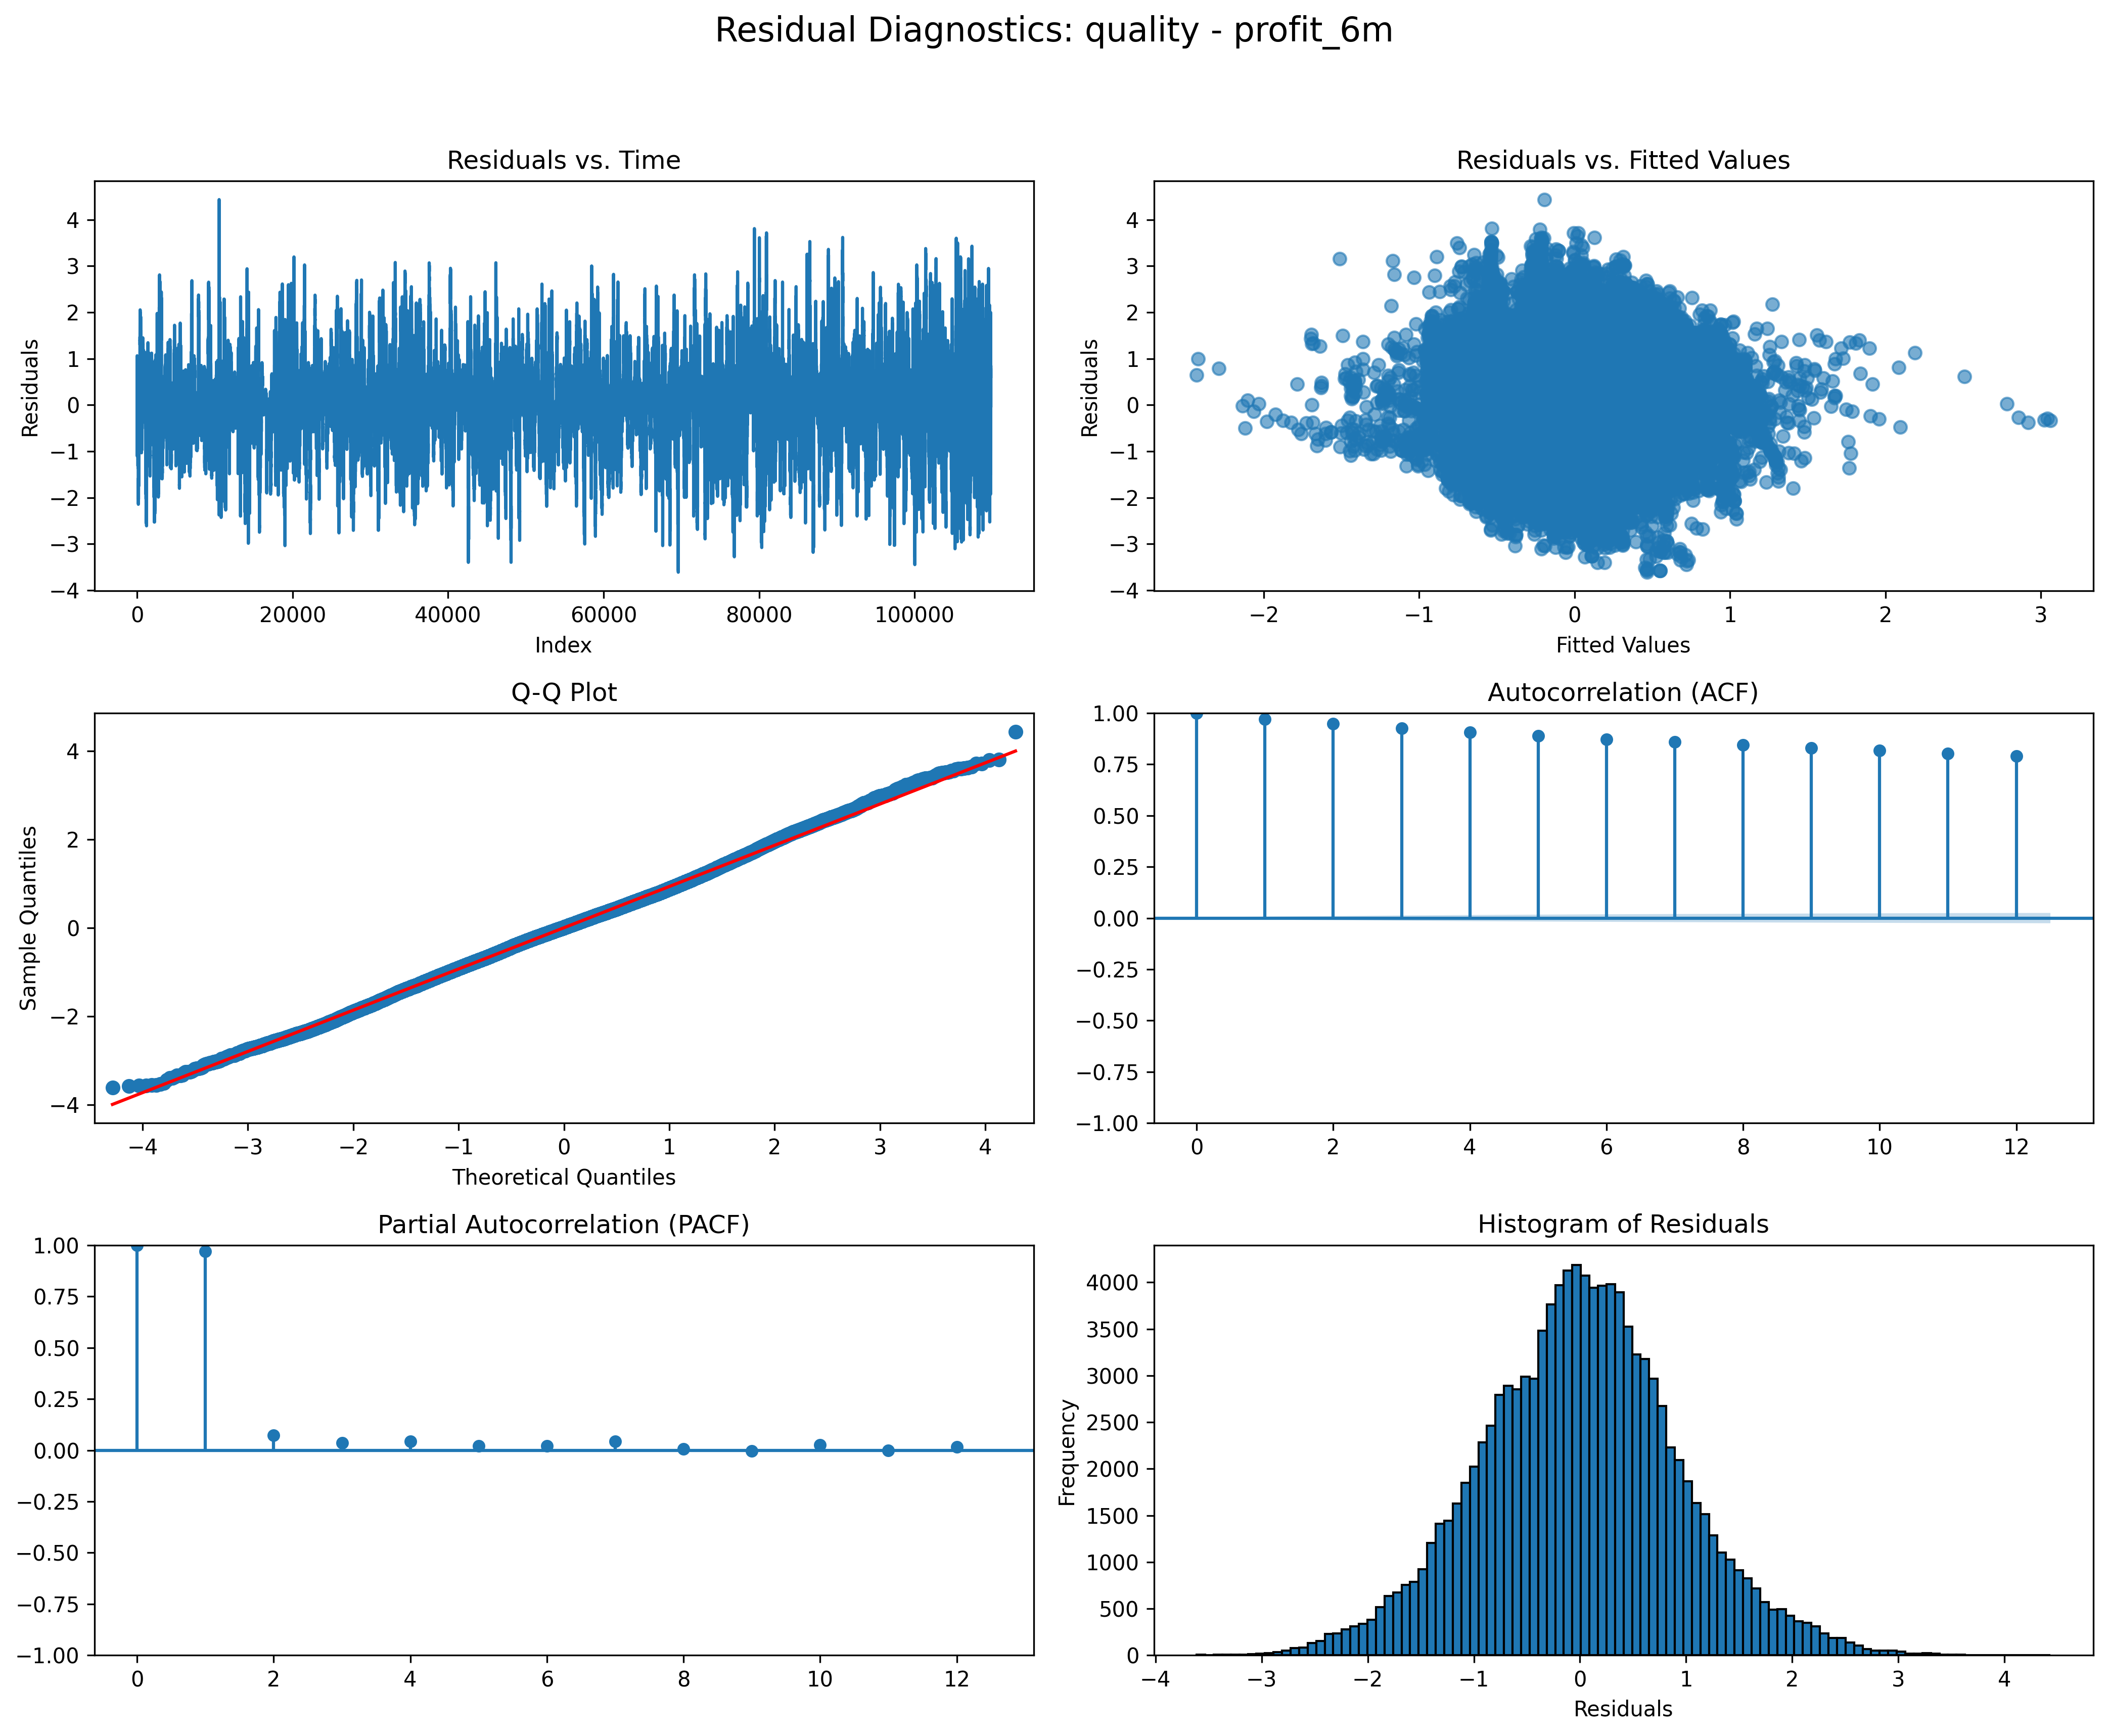 Residual Diagnostics: quality - profit_6m
Residuals vs. Time
Residuals
4
3
2
1
0
−1
−2
−3
−4
0 20000 40000 60000 80000 100000
Index
Residuals vs. Fitted Values
Residuals
4
3
2
1
0
−1
−2
−3
−4
−2 −1 0 1 2 3
Fitted Values
Q-Q Plot
Sample Quantiles
4
2
0
−2
−4
−4 −3 −2 −1 0 1 2 3 4
Theoretical Quantiles
Autocorrelation (ACF)
1.00
0.75
0.50
0.25
0.00
−0.25
−0.50
−0.75
−1.00
0 2 4 6 8 10 12
Partial Autocorrelation (PACF)
1.00
0.75
0.50
0.25
0.00
−0.25
−0.50
−0.75
−1.00
0 2 4 6 8 10 12
Histogram of Residuals
Frequency
4000
3500
3000
2500
2000
1500
1000
500
0
−4 −3 −2 −1 0 1 2 3 4
Residuals